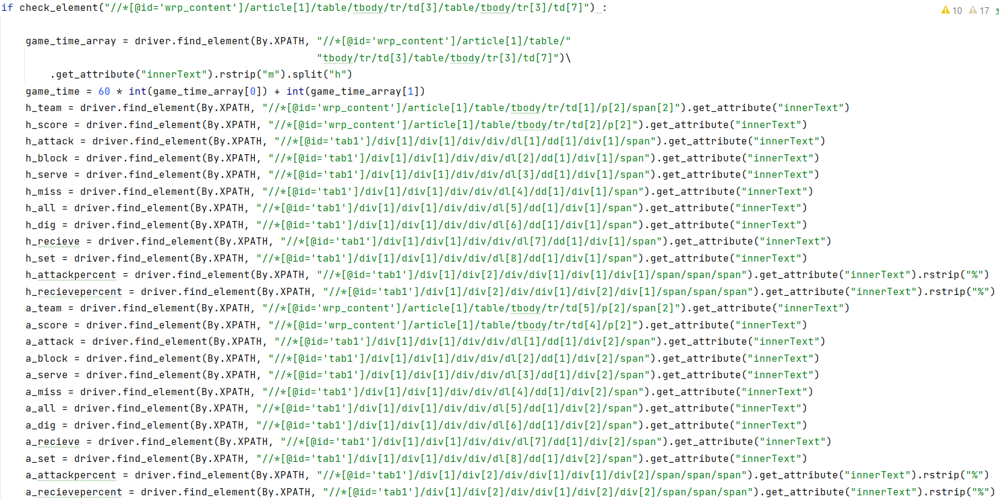 if check_element("//*[@id='wrp_content']/article[1]/table/tbody/tr/td[3]/table/tbody/tr[3]/td[7]") :
10 17
game_time_array = driver.find_element(By.XPATH, "//*[@id='wrp_content']/article[1]/table/"
"tbody/tr/td[3]/table/tbody/tr[3]/td[7]")\
.get_attribute("innerText").rstrip("m").split("h")
game_time = 60 * int(game_time_array[0]) + int(game_time_array[1])
h_team = driver.find_element(By.XPATH, "//*[@id='wrp_content']/article[1]/table/tbody/tr/td[1]/p[2]/span[2]").get_attribute("innerText")
h_score = driver.find_element(By.XPATH, "//*[@id='wrp_content']/article[1]/table/tbody/tr/td[2]/p[2]").get_attribute("innerText")
h_attack = driver.find_element(By.XPATH, "//*[@id='tab1']/div[1]/div[1]/div/div/dl[1]/dd[1]/div[1]/span").get_attribute("innerText")
h_block = driver.find_element(By.XPATH, "//*[@id='tab1']/div[1]/div[1]/div/div/dl[2]/dd[1]/div[1]/span").get_attribute("innerText")
h_serve = driver.find_element(By.XPATH, "//*[@id='tab1']/div[1]/div[1]/div/div/dl[3]/dd[1]/div[1]/span").get_attribute("innerText")
h_miss = driver.find_element(By.XPATH, "//*[@id='tab1']/div[1]/div[1]/div/div/dl[4]/dd[1]/div[1]/span").get_attribute("innerText")
h_all = driver.find_element(By.XPATH, "//*[@id='tab1']/div[1]/div[1]/div/div/dl[5]/dd[1]/div[1]/span").get_attribute("innerText")
h_dig = driver.find_element(By.XPATH, "//*[@id='tab1']/div[1]/div[1]/div/div/dl[6]/dd[1]/div[1]/span").get_attribute("innerText")
h_recieve = driver.find_element(By.XPATH, "//*[@id='tab1']/div[1]/div[1]/div/div/dl[7]/dd[1]/div[1]/span").get_attribute("innerText")
h_set = driver.find_element(By.XPATH, "//*[@id='tab1']/div[1]/div[1]/div/div/dl[8]/dd[1]/div[1]/span").get_attribute("innerText")
h_attackpercent = driver.find_element(By.XPATH, "//*[@id='tab1']/div[1]/div[2]/div/div[1]/div[1]/div[1]/span/span/span").get_attribute("innerText").rstrip("%")
h_recievepercent = driver.find_element(By.XPATH, "//*[@id='tab1']/div[1]/div[2]/div/div[1]/div[2]/div[1]/span/span/span").get_attribute("innerText").rstrip("%")
a_team = driver.find_element(By.XPATH, "//*[@id='wrp_content']/article[1]/table/tbody/tr/td[5]/p[2]/span[2]").get_attribute("innerText")
a_score = driver.find_element(By.XPATH, "//*[@id='wrp_content']/article[1]/table/tbody/tr/td[4]/p[2]").get_attribute("innerText")
a_attack = driver.find_element(By.XPATH, "//*[@id='tab1']/div[1]/div[1]/div/div/dl[1]/dd[1]/div[2]/span").get_attribute("innerText")
a_block = driver.find_element(By.XPATH, "//*[@id='tab1']/div[1]/div[1]/div/div/dl[2]/dd[1]/div[2]/span").get_attribute("innerText")
a_serve = driver.find_element(By.XPATH, "//*[@id='tab1']/div[1]/div[1]/div/div/dl[3]/dd[1]/div[2]/span").get_attribute("innerText")
a_miss = driver.find_element(By.XPATH, "//*[@id='tab1']/div[1]/div[1]/div/div/dl[4]/dd[1]/div[2]/span").get_attribute("innerText")
a_all = driver.find_element(By.XPATH, "//*[@id='tab1']/div[1]/div[1]/div/div/dl[5]/dd[1]/div[2]/span").get_attribute("innerText")
a_dig = driver.find_element(By.XPATH, "//*[@id='tab1']/div[1]/div[1]/div/div/dl[6]/dd[1]/div[2]/span").get_attribute("innerText")
a_recieve = driver.find_element(By.XPATH, "//*[@id='tab1']/div[1]/div[1]/div/div/dl[7]/dd[1]/div[2]/span").get_attribute("innerText")
a_set = driver.find_element(By.XPATH, "//*[@id='tab1']/div[1]/div[1]/div/div/dl[8]/dd[1]/div[2]/span").get_attribute("innerText")
a_attackpercent = driver.find_element(By.XPATH, "//*[@id='tab1']/div[1]/div[2]/div/div[1]/div[1]/div[2]/span/span/span").get_attribute("innerText").rstrip("%")
a_recievepercent = driver.find_element(By.XPATH, "//*[@id='tab1']/div[1]/div[2]/div/div[1]/div[2]/div[2]/span/span/span").get_attribute("innerText").rstrip("%")